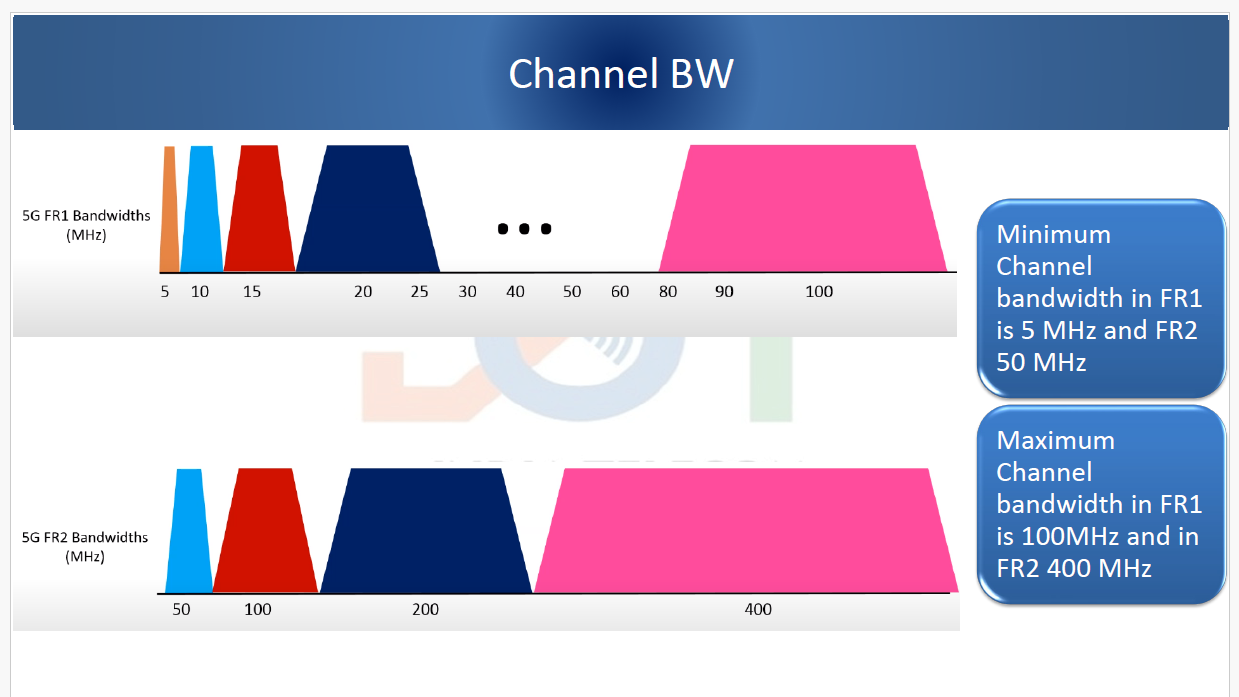 Channel BW
5G FR1 Bandwidths
(MHz)
5 10 15 20 25 30 40 50 60 80 90 100
Minimum
Channel
bandwidth in FR1
is 5 MHz and FR2
50 MHz
Maximum
Channel
bandwidth in FR1
is 100MHz and in
FR2 400 MHz
5G FR2 Bandwidths
(MHz)
50 100 200 400